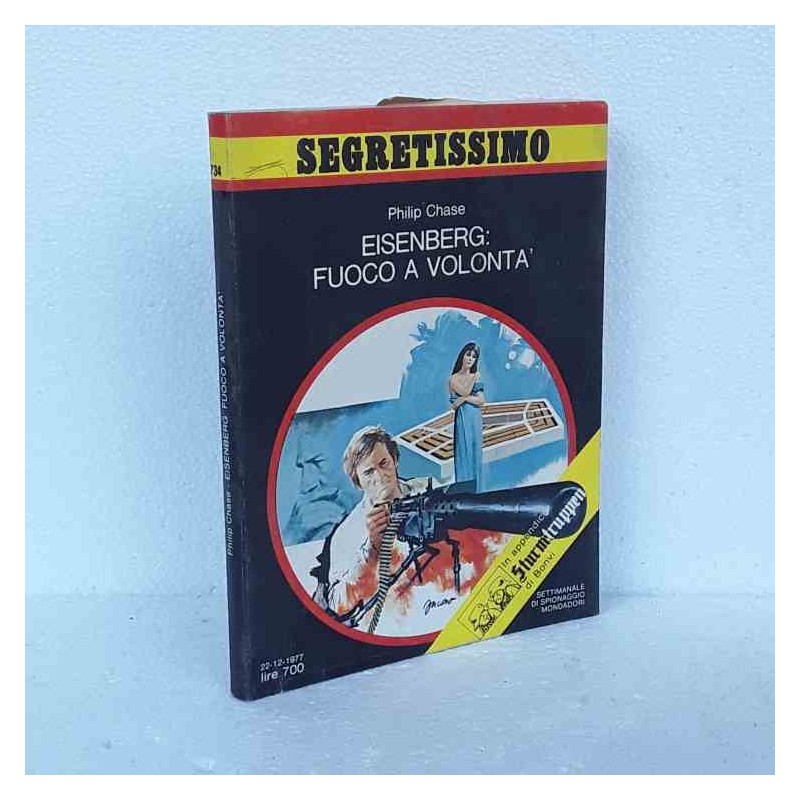 SEGRETISSIMO
Philip Chase
EISENBERG:
FUOCO A VOLONTA'
In appendice
Sturmtruppen
di Bonvi
SETTIMANALE
DI SPIONAGGIO
MONDADORI
22-12-1977
lire 700
734
Philip Chase - EISENBERG: FUOCO A VOLONTA'